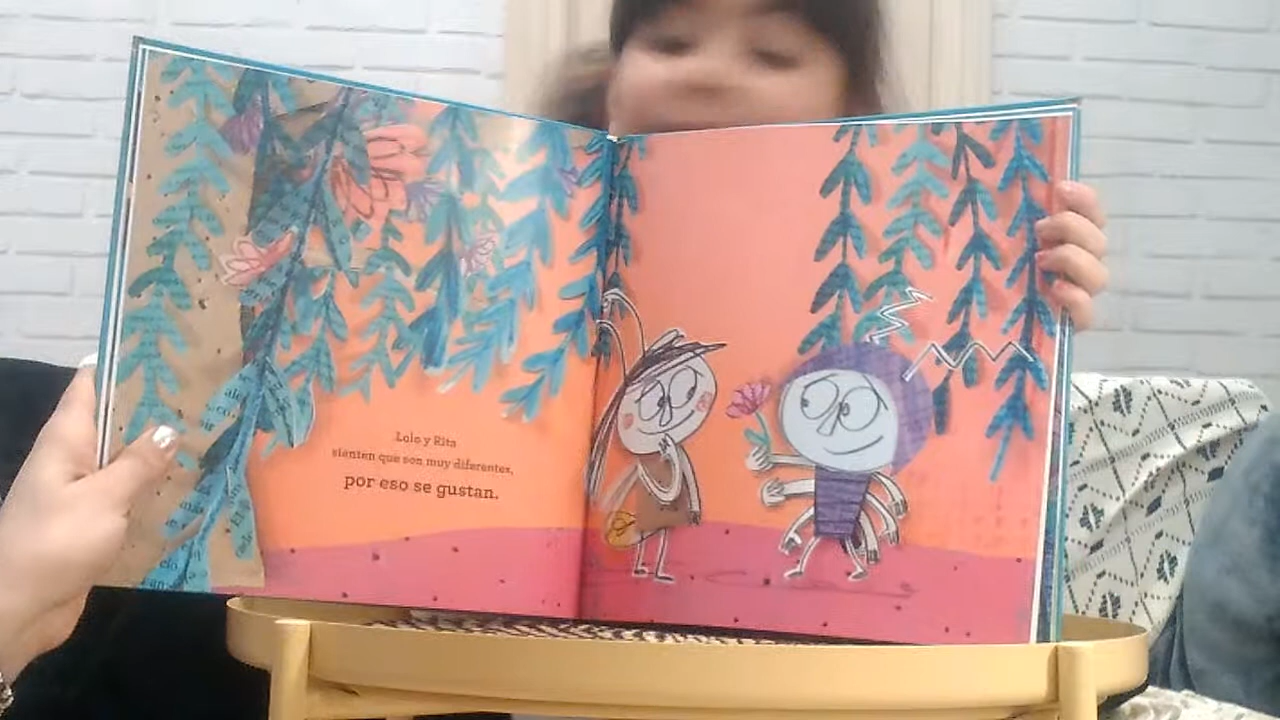 Lolo y Rita
sienten que son muy diferentes,
por eso se gustan.